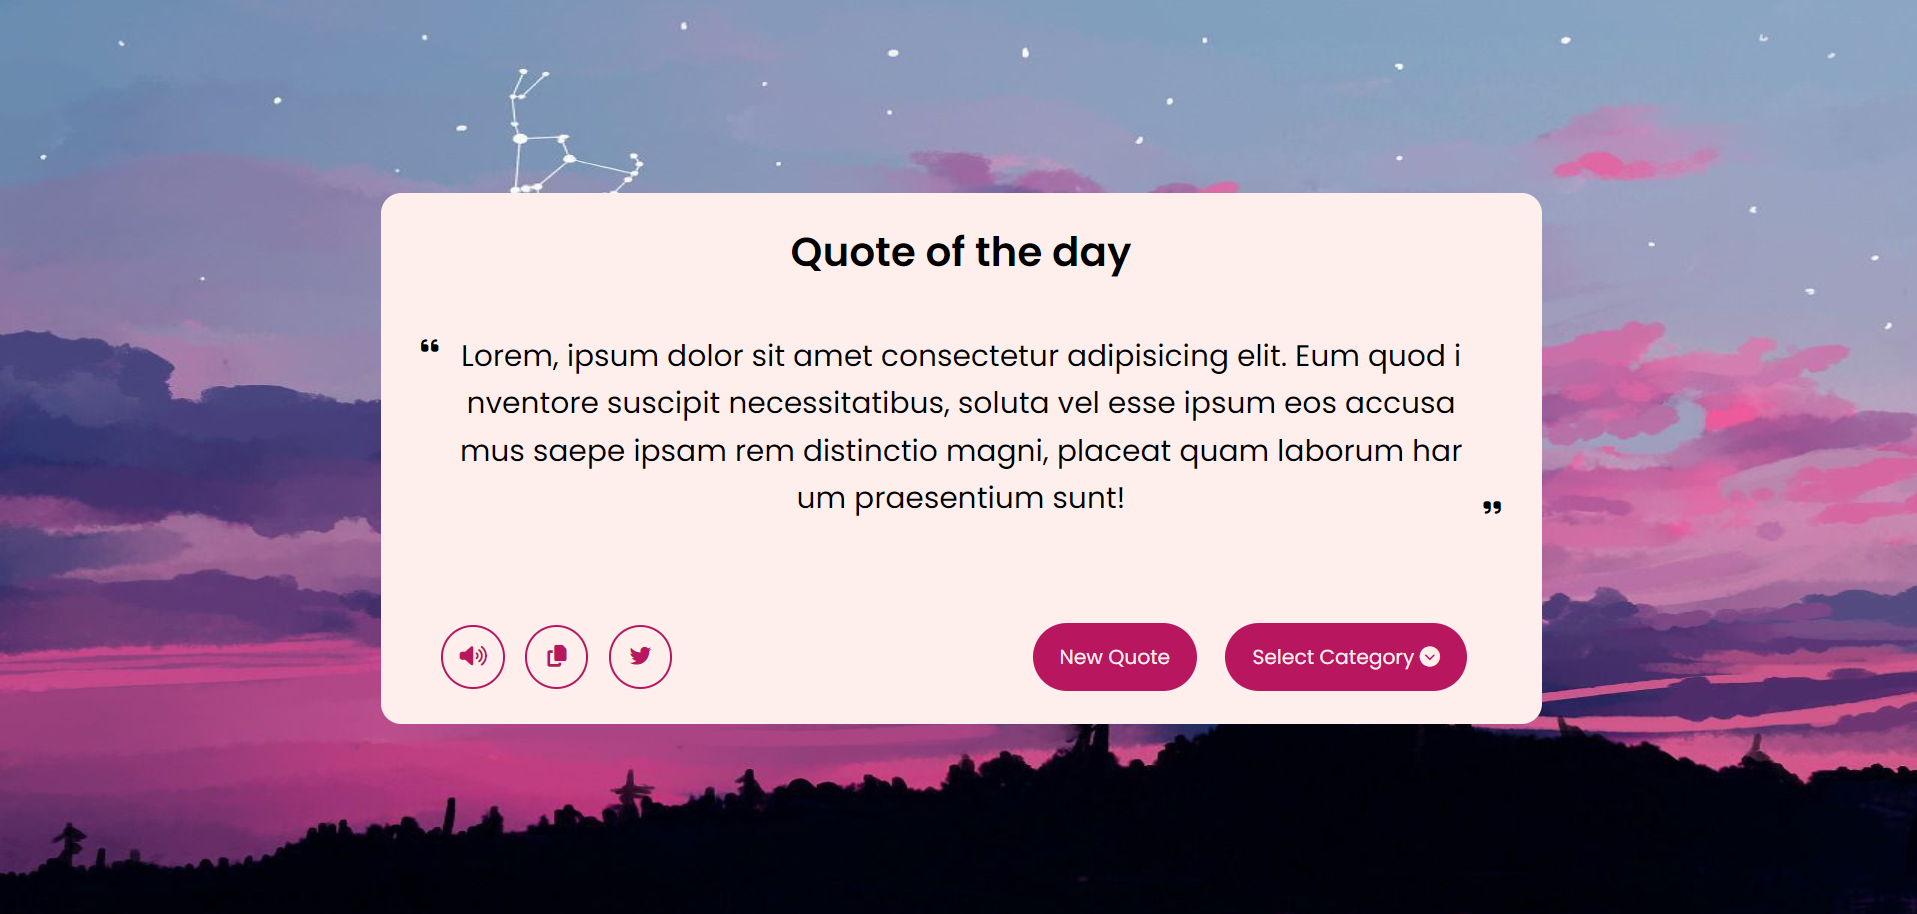 Quote of the day
“ Lorem, ipsum dolor sit amet consectetur adipisicing elit. Eum quod i
nventore suscipit necessitatibus, soluta vel esse ipsum eos accusa
mus saepe ipsam rem distinctio magni, placeat quam laborum har
um praesentium sunt! ”
New Quote
Select Category